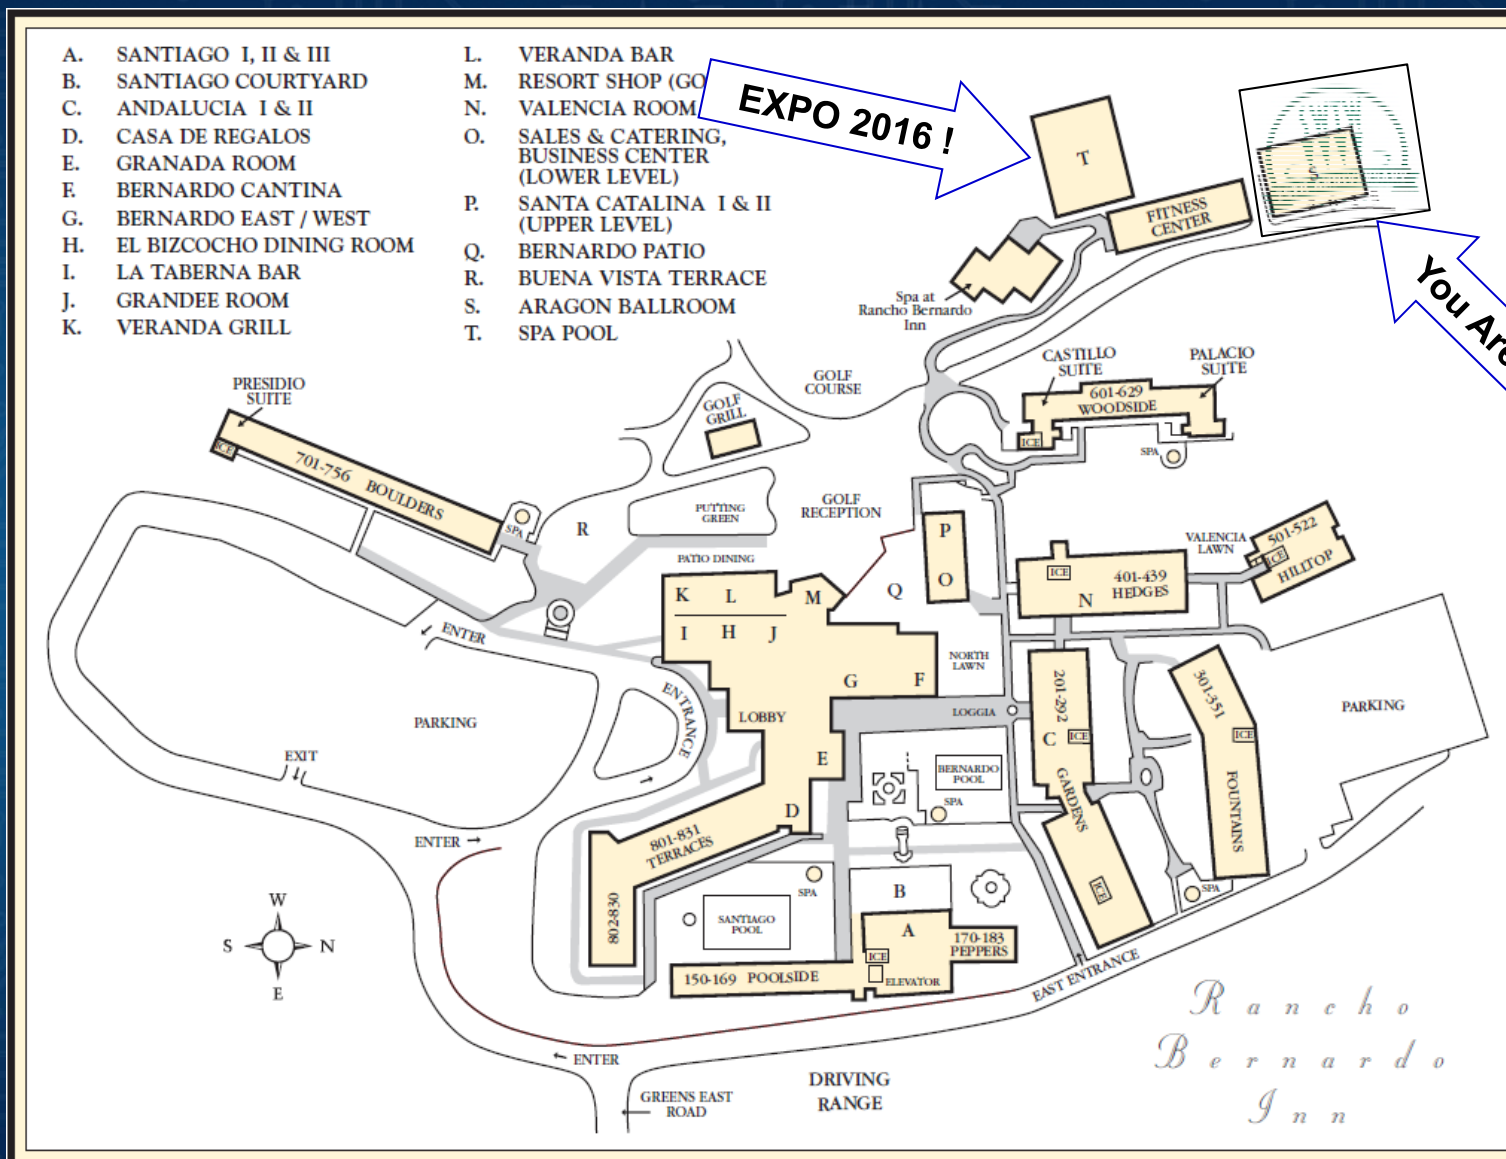 A. SANTIAGO I, II & III
B. SANTIAGO COURTYARD
C. ANDALUCIA I & II
D. CASA DE REGALOS
E. GRANADA ROOM
F. BERNARDO CANTINA
G. BERNARDO EAST / WEST
H. EL BIZCOCHO DINING ROOM
I. LA TABERNA BAR
J. GRANDEE ROOM
K. VERANDA GRILL
L. VERANDA BAR
M. RESORT SHOP (GO
N. VALENCIA ROOM
O. SALES & CATERING,
BUSINESS CENTER
(LOWER LEVEL)
P. SANTA CATALINA I & II
(UPPER LEVEL)
Q. BERNARDO PATIO
R. BUENA VISTA TERRACE
S. ARAGON BALLROOM
T. SPA POOL
EXPO 2016 !
T
S
FITNESS
CENTER
You Are
Spa at
Rancho Bernardo
Inn
CASTILLO
SUITE
PALACIO
SUITE
601-629
WOODSIDE
ICE
SPA
GOLF
COURSE
GOLF
GRILL
PRESIDIO
SUITE
ICE
701-756 BOULDERS
SPA
R
PUTTING
GREEN
GOLF
RECEPTION
PATIO DINING
P
O
Q
VALENCIA
LAWN
501-522
ICE
HILLTOP
ICE
401-439
HEDGES
N
K
L
M
I
H
J
G
F
NORTH
LAWN
ENTER
ENTRANCE
PARKING
LOBBY
LOGGIA
201-292
C
ICE
GARDENS
ICE
301-351
ICE
FOUNTAINS
PARKING
EXIT
E
BERNARDO
POOL
SPA
D
ENTER
801-831
TERRACES
802-830
SPA
SANTIAGO
POOL
B
A
ICE
ELEVATOR
170-183
PEPPERS
150-169 POOLSIDE
SPA
EAST ENTRANCE
W
S
N
E
ENTER
GREENS EAST
ROAD
DRIVING
RANGE
Rancho
Bernardo
Inn